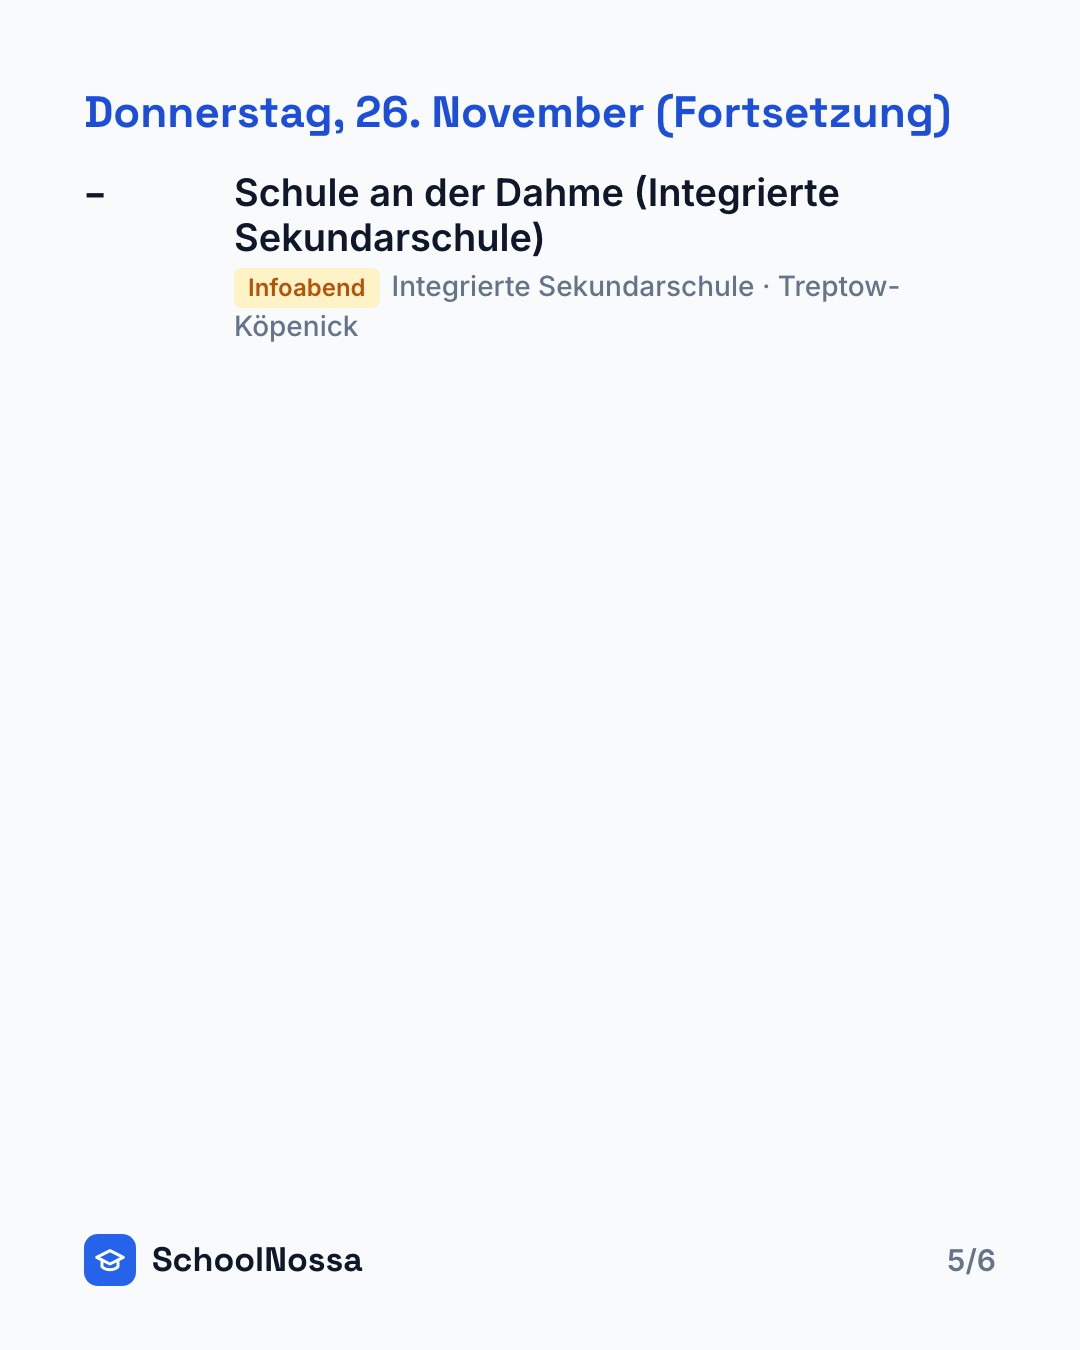 Donnerstag, 26. November (Fortsetzung)
– Schule an der Dahme (Integrierte
Sekundarschule)
Infoabend Integrierte Sekundarschule · Treptow-
Köpenick
SchoolNossa 5/6